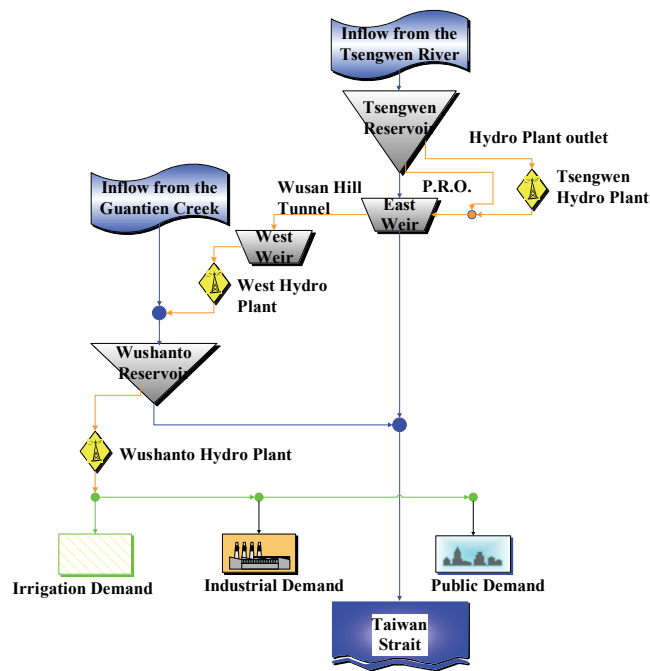 Inflow from the
Tsengwen River
Tsengwen
Reservoir
Hydro Plant outlet
Tsengwen
Hydro Plant
P.R.O.
Inflow from the
Guantien Creek
Wusan Hill
Tunnel
East
Weir
West
Weir
West Hydro
Plant
Wushanto
Reservoir
Wushanto Hydro Plant
Irrigation Demand
Industrial Demand
Public Demand
Taiwan
Strait